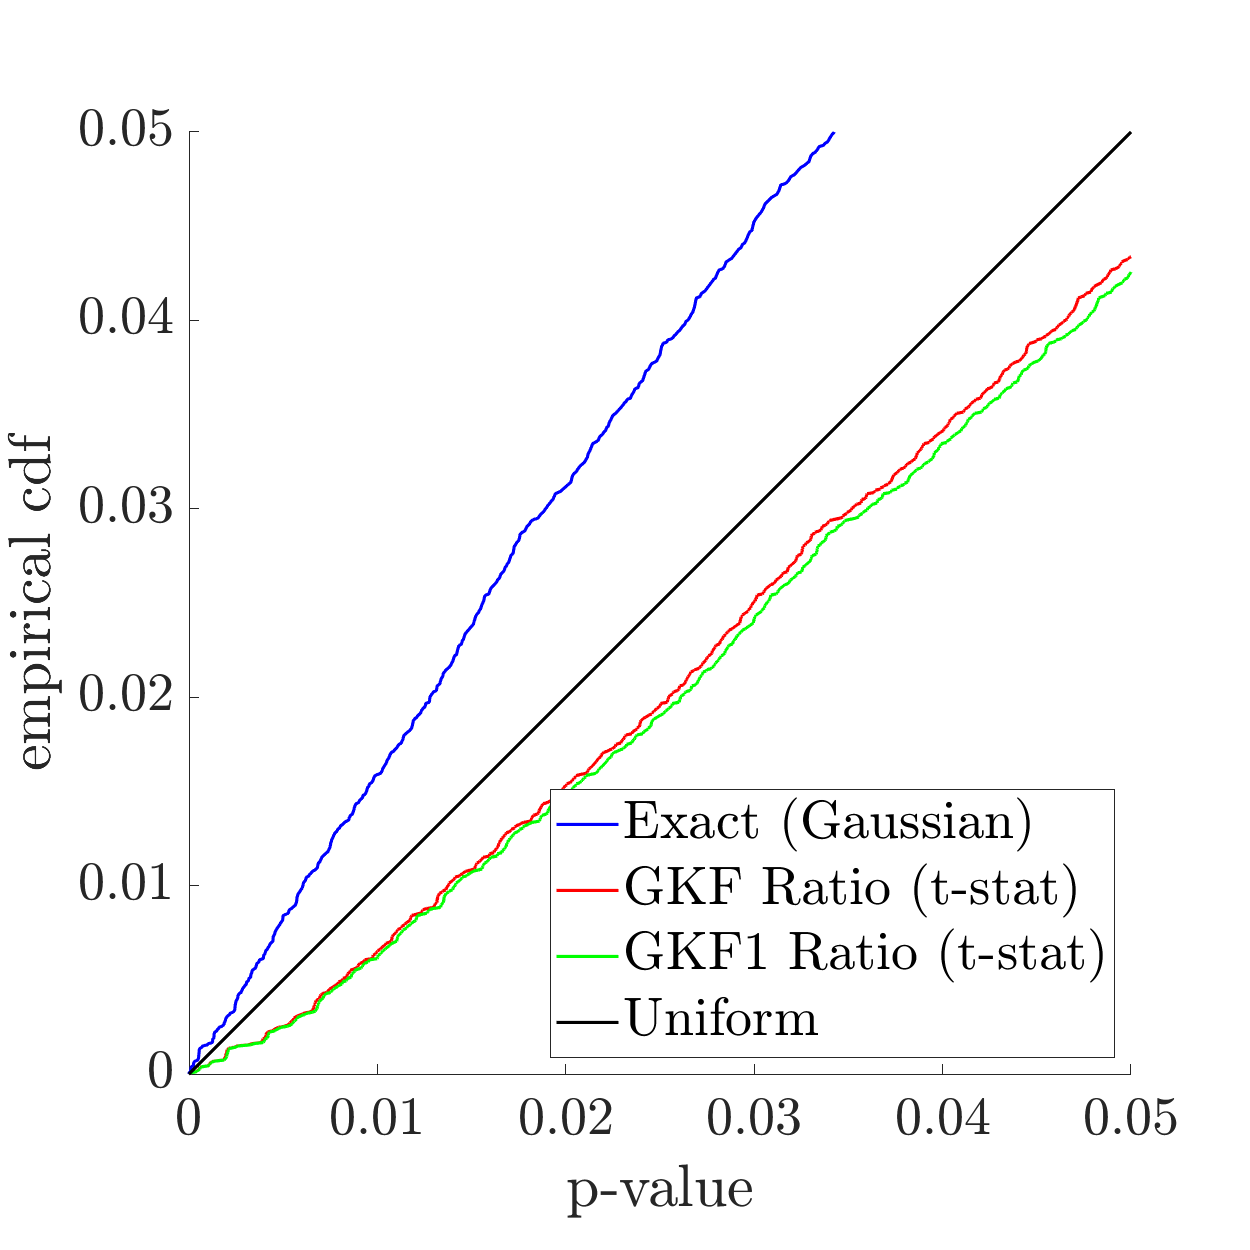 0.05
0.04
0.03
0.02
0.01
0
empirical cdf
Exact (Gaussian)
GKF Ratio (t-stat)
GKF1 Ratio (t-stat)
Uniform
0 0.01 0.02 0.03 0.04 0.05
p-value